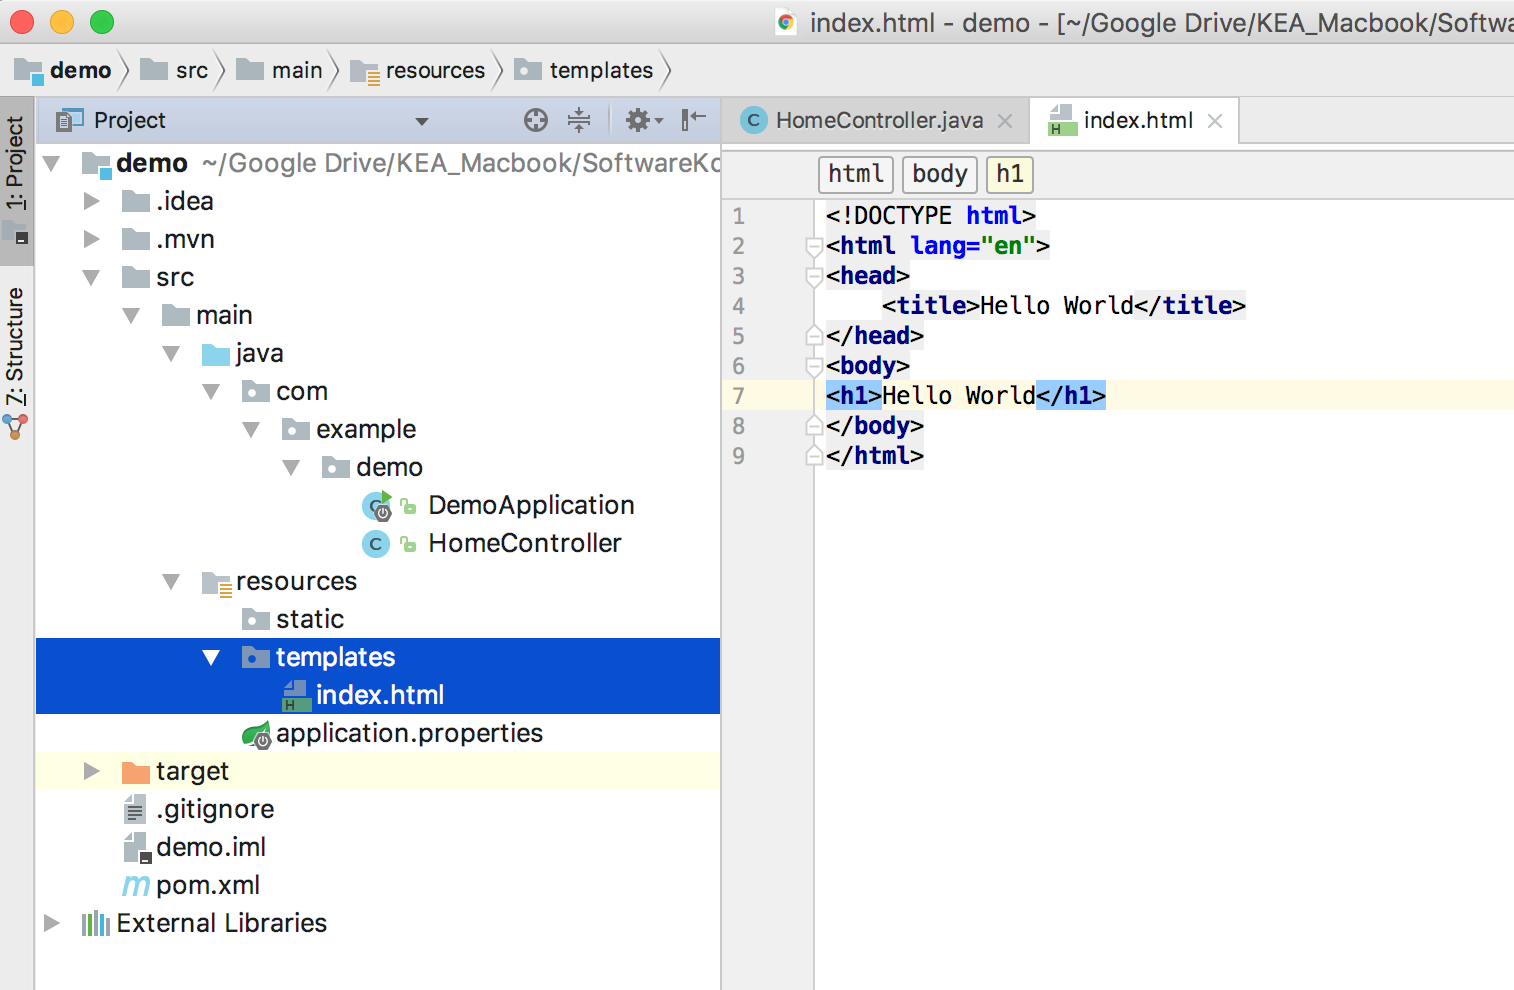 index.html - demo - [~/Google Drive/KEA_Macbook/Softwa
demo src main resources templates
1: Project
Z: Structure
Project
demo ~/Google Drive/KEA_Macbook/SoftwareKo
.idea
.mvn
src
main
java
com
example
demo
DemoApplication
HomeController
resources
static
templates
index.html
application.properties
target
.gitignore
demo.iml
pom.xml
External Libraries
HomeController.java index.html
html body h1
1 <!DOCTYPE html>
2 <html lang="en">
3 <head>
4     <title>Hello World</title>
5 </head>
6 <body>
7 <h1>Hello World</h1>
8 </body>
9 </html>